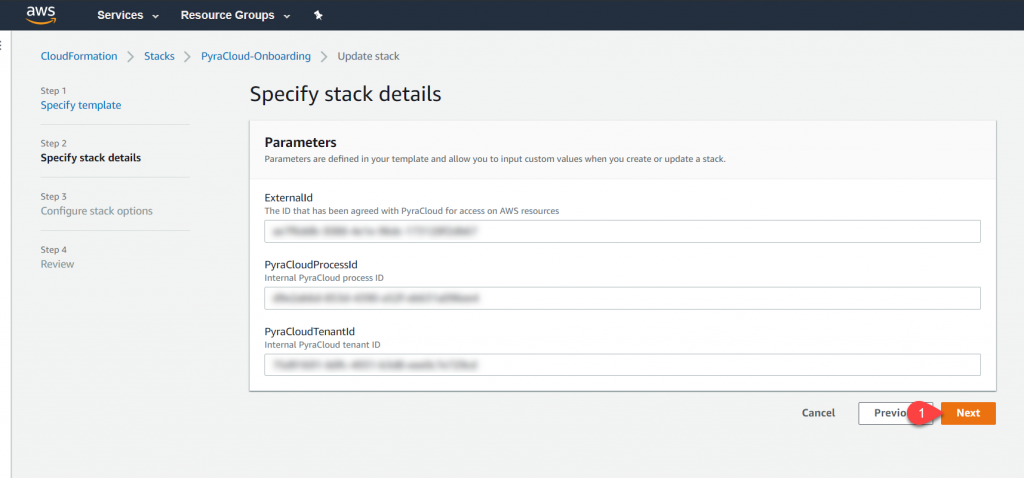 aws
Services
Resource Groups
CloudFormation
Stacks
PyraCloud-Onboarding
Update stack
Step 1
Specify template
Step 2
Specify stack details
Step 3
Configure stack options
Step 4
Review
Specify stack details
Parameters
Parameters are defined in your template and allow you to input custom values when you create or update a stack.
ExternalId
The ID that has been agreed with PyraCloud for access on AWS resources
PyraCloudProcessId
Internal PyraCloud process ID
PyraCloudTenantId
Internal PyraCloud tenant ID
Cancel
Previo
1
Next